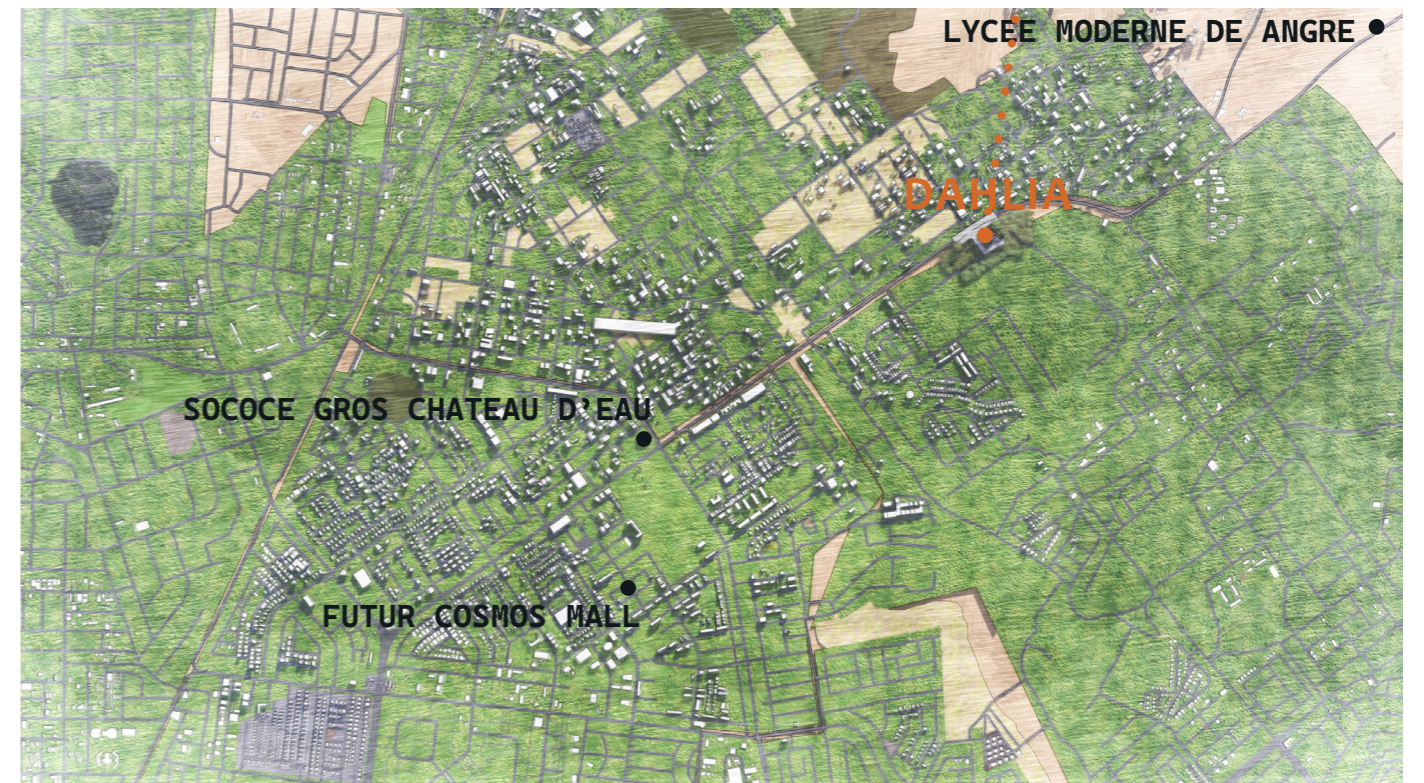 LYCEE MODERNE DE ANGRE
DAHLIA
SOCOCE GROS CHATEAU D’EAU
FUTUR COSMOS MALL